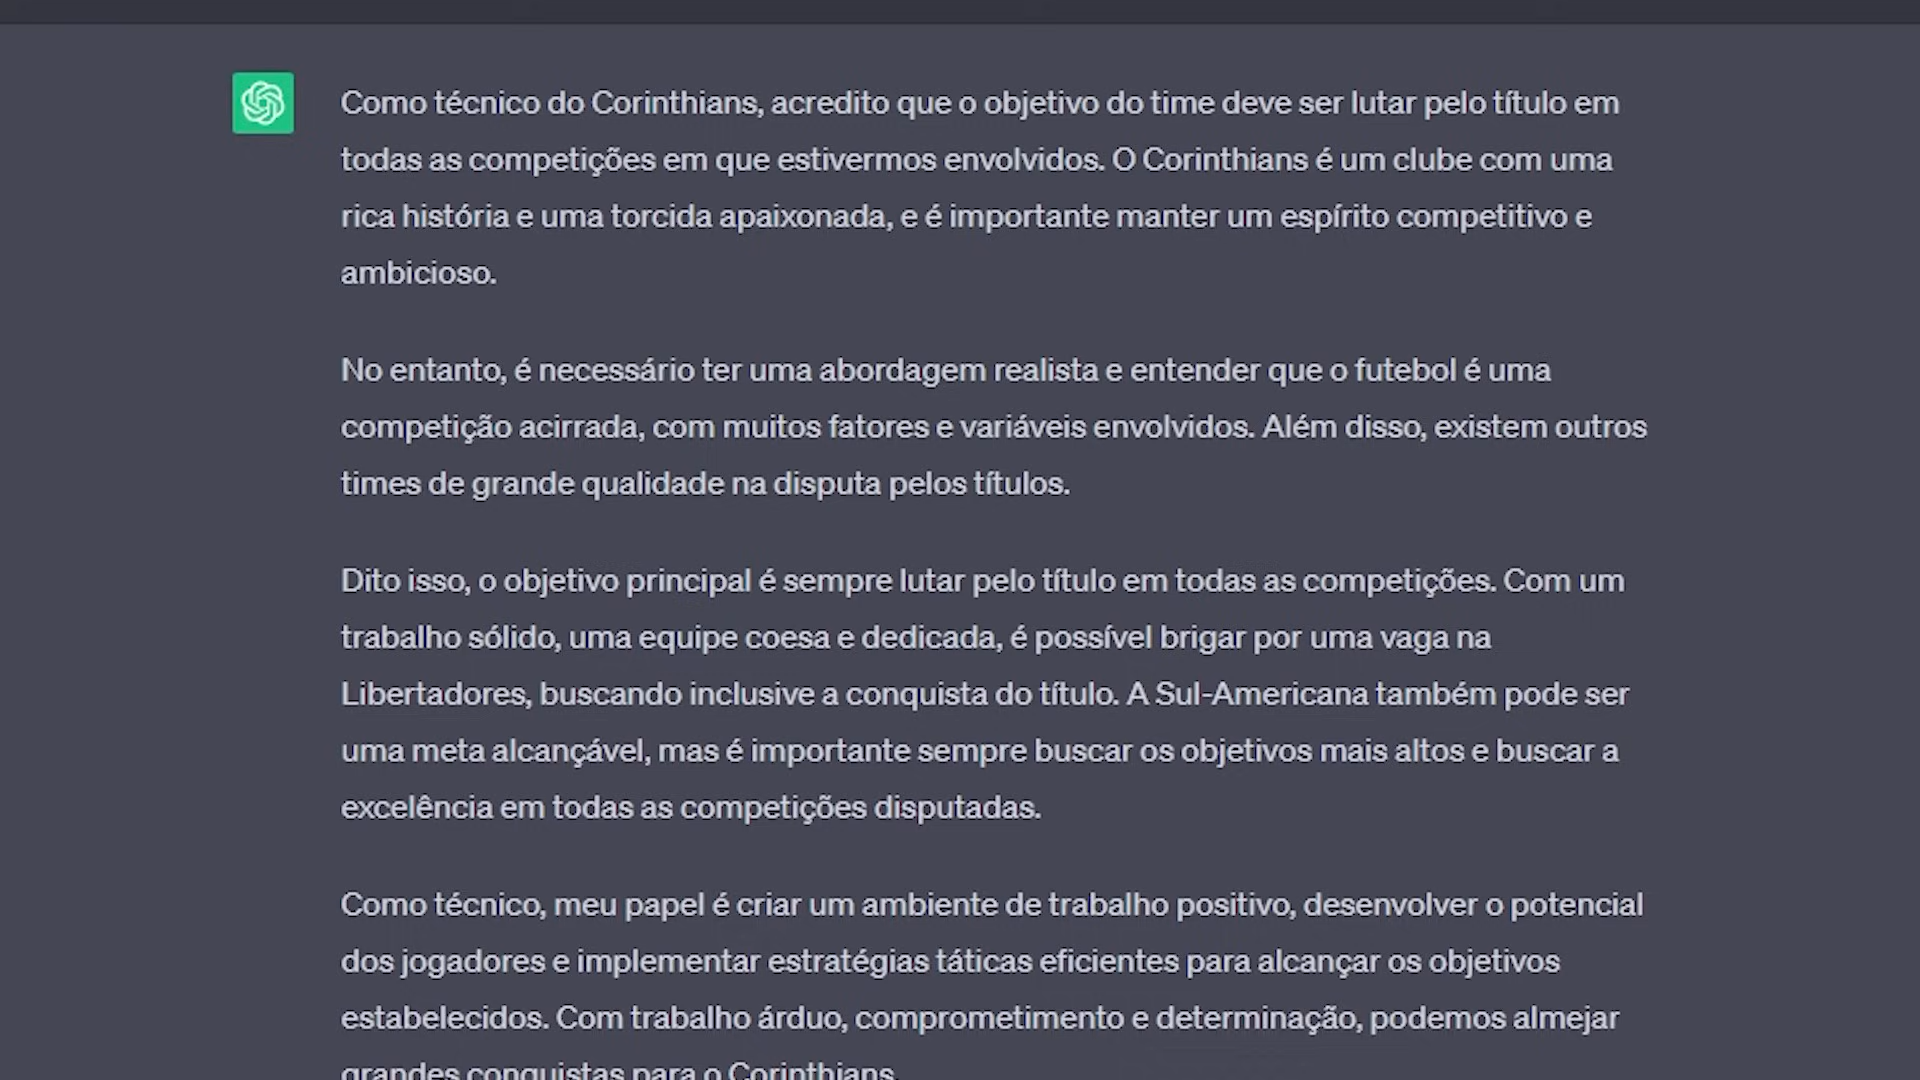 Como técnico do Corinthians, acredito que o objetivo do time deve ser lutar pelo título em
todas as competições em que estivermos envolvidos. O Corinthians é um clube com uma
rica história e uma torcida apaixonada, e é importante manter um espírito competitivo e
ambicioso.
No entanto, é necessário ter uma abordagem realista e entender que o futebol é uma
competição acirrada, com muitos fatores e variáveis envolvidos. Além disso, existem outros
times de grande qualidade na disputa pelos títulos.
Dito isso, o objetivo principal é sempre lutar pelo título em todas as competições. Com um
trabalho sólido, uma equipe coesa e dedicada, é possível brigar por uma vaga na
Libertadores, buscando inclusive a conquista do título. A Sul-Americana também pode ser
uma meta alcançável, mas é importante sempre buscar os objetivos mais altos e buscar a
excelência em todas as competições disputadas.
Como técnico, meu papel é criar um ambiente de trabalho positivo, desenvolver o potencial
dos jogadores e implementar estratégias táticas eficientes para alcançar os objetivos
estabelecidos. Com trabalho árduo, comprometimento e determinação, podemos almejar
grandes conquistas para o Corinthians.